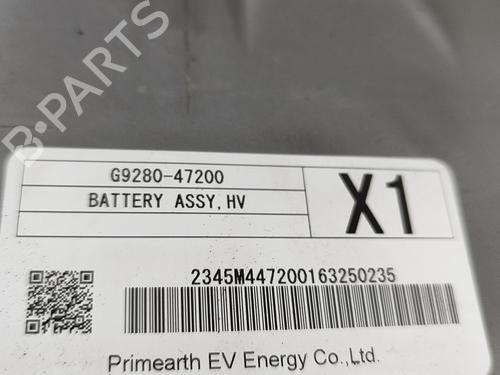 B-PARTS
G9280-47200
BATTERY ASSY,HV
X1
2345M447200163250235
Primearth EV Energy Co.,Ltd.